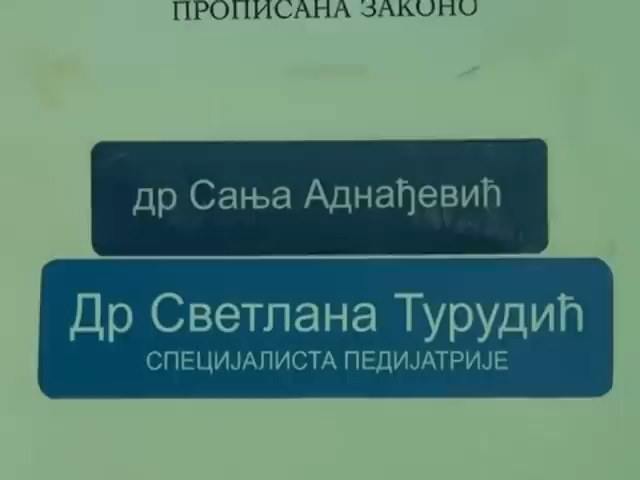 ПРОПИСАНА ЗАКОНО
др Сања Аднађевић
Др Светлана Турудић
СПЕЦИЈАЛИСТА ПЕДИЈАТРИЈЕ